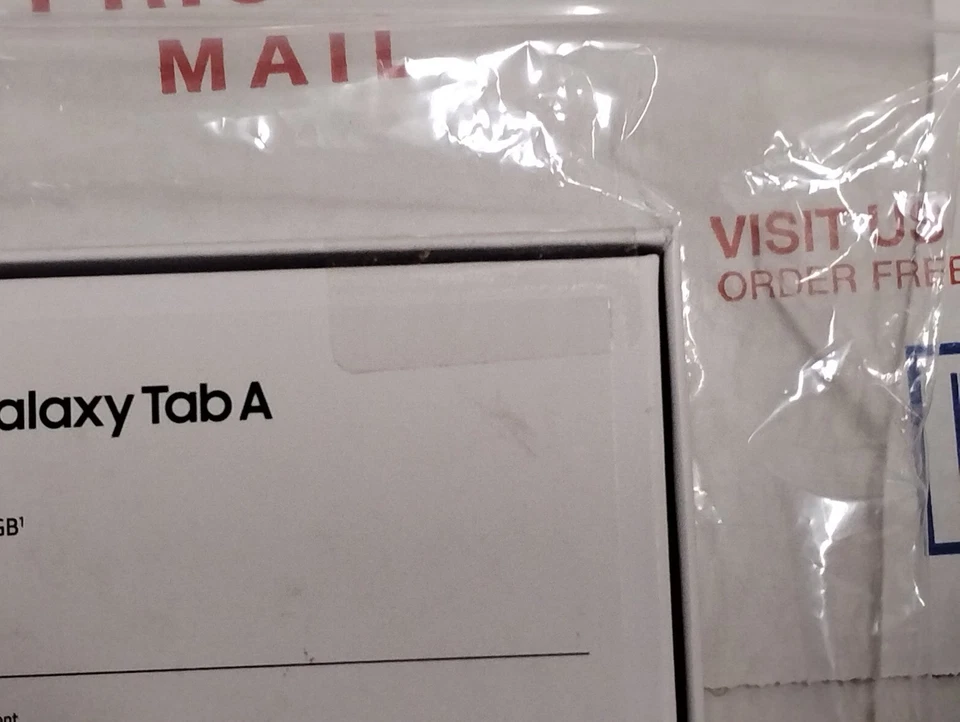 MAIL
VISIT US
ORDER FREE
alaxy Tab A
GB¹